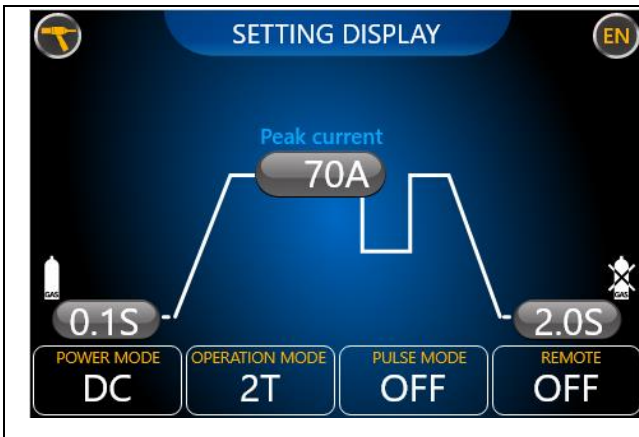 SETTING DISPLAY
EN
Peak current
70A
GAS
GAS
0.1S
2.0S
POWER MODE
DC
OPERATION MODE
2T
PULSE MODE
OFF
REMOTE
OFF